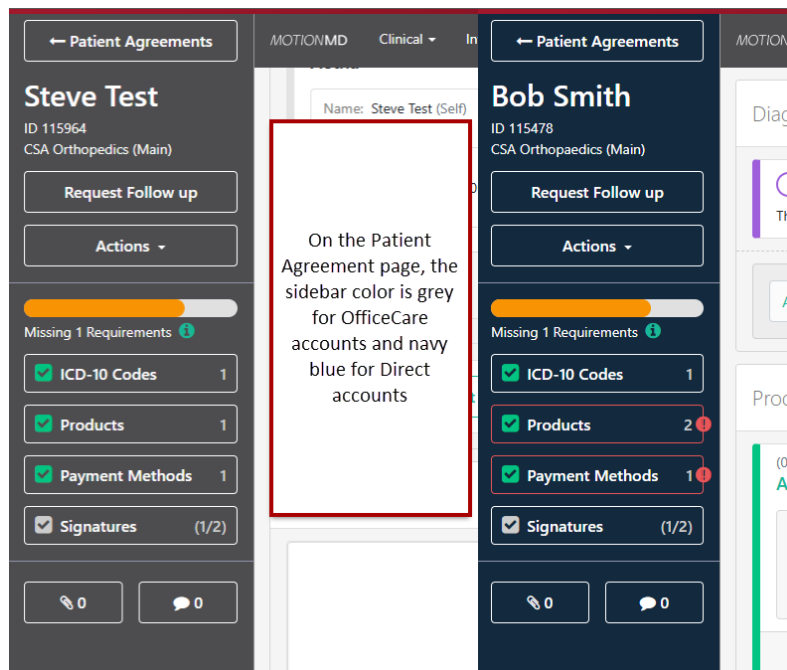 ← Patient Agreements
MOTIONMD
Clinical
Steve Test
ID 115964
CSA Orthopedics (Main)
Request Follow up
Actions
Missing 1 Requirements
ICD-10 Codes 1
Products 1
Payment Methods 1
Signatures (1/2)
0
0
Name: Steve Test (Self)
On the Patient
Agreement page, the
sidebar color is grey
for OfficeCare
accounts and navy
blue for Direct
accounts
← Patient Agreements
Bob Smith
ID 115478
CSA Orthopaedics (Main)
Request Follow up
Actions
Missing 1 Requirements
ICD-10 Codes 1
Products 2
Payment Methods 1
Signatures (1/2)
0
0